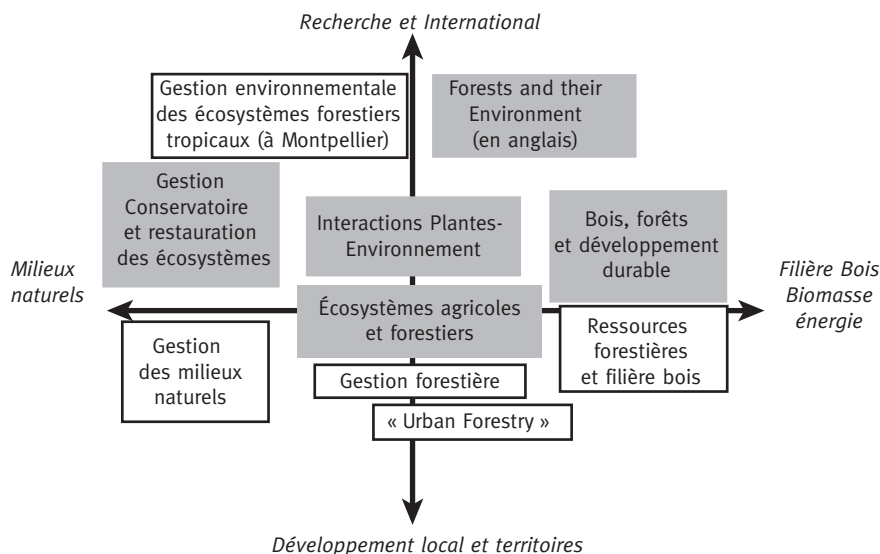 Recherche et International
Gestion environnementale
des écosystèmes forestiers
tropicaux (à Montpellier)
Forests and their
Environment
(en anglais)
Gestion
Conservatoire
et restauration
des écosystèmes
Interactions Plantes-
Environnement
Bois, forêts
et développement
durable
Milieux
naturels
Filière Bois
Biomasse
énergie
Écosystèmes agricoles
et forestiers
Gestion
des milieux
naturels
Ressources
forestières
et filière bois
Gestion forestière
« Urban Forestry »
Développement local et territoires